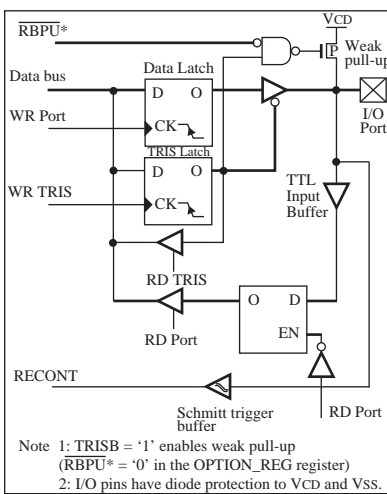 RBPU*
VCD
P
Weak
pull-up
Data bus
Data Latch
D O
CK
WR Port
I/O
Port
TRIS Latch
D O
CK
WR TRIS
TTL
Input
Buffer
RD TRIS
O D
EN
RD Port
RECONT
Schmitt trigger
buffer
RD Port
Note 1: TRISB = ‘1’ enables weak pull-up
(RBPU* = ‘0’ in the OPTION_REG register)
2: I/O pins have diode protection to VCD and VSS.